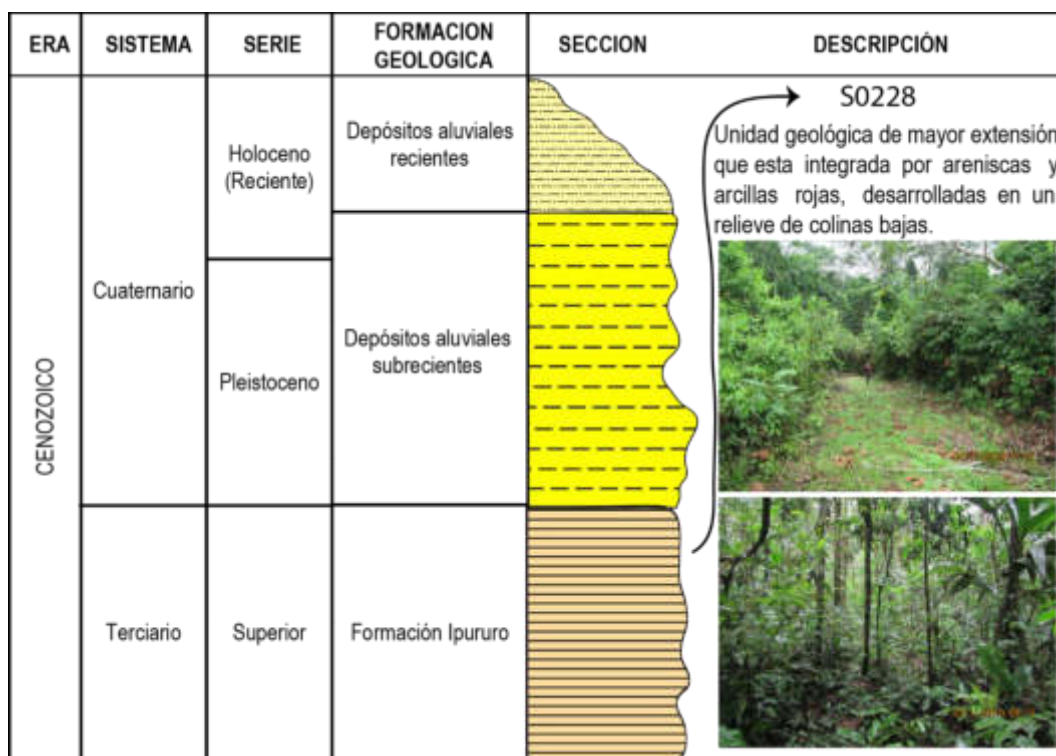 ERA
SISTEMA
SERIE
FORMACION
GEOLOGICA
SECCION
DESCRIPCIÓN
CENOZOICO
Cuaternario
Holoceno
(Reciente)
Depósitos aluviales
recientes
Pleistoceno
Depósitos aluviales
subrecientes
Terciario
Superior
Formación Ipururo
S0228
Unidad geológica de mayor extensión
que esta integrada por areniscas y
arcillas rojas, desarrolladas en un
relieve de colinas bajas.